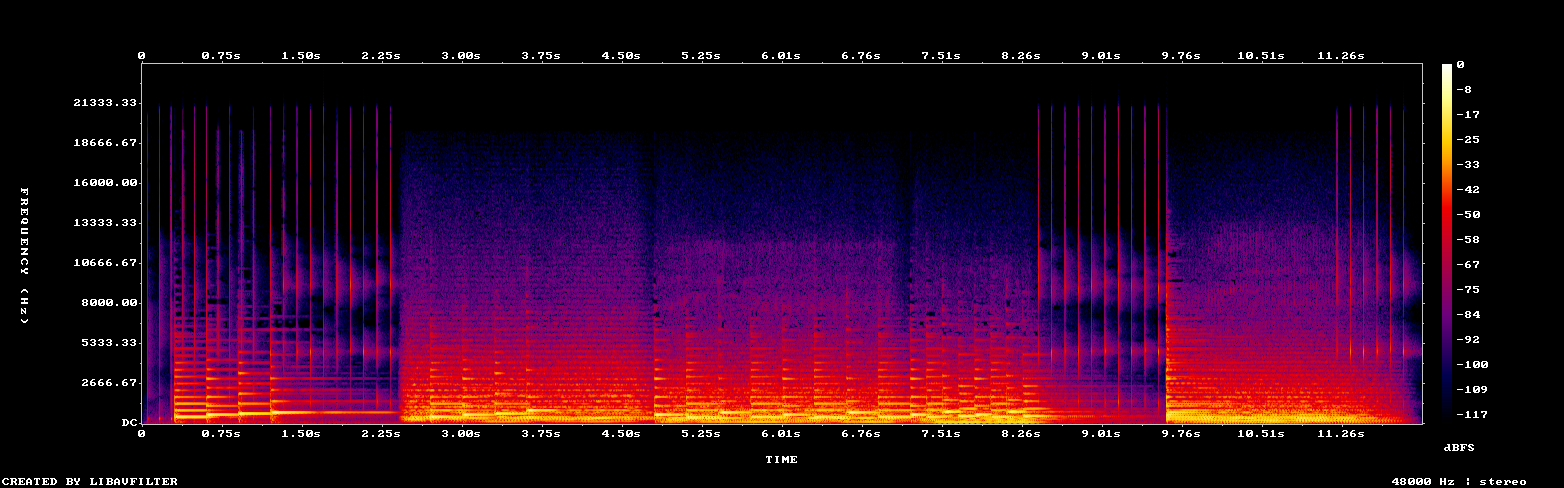 0 0.75s 1.50s 2.25s 3.00s 3.75s 4.50s 5.25s 6.01s 6.76s 7.51s 8.26s 9.01s 9.76s 10.51s 11.26s
21333.33
18666.67
16000.00
13333.33
10666.67
8000.00
5333.33
2666.67
DC
FREQUENCY (Hz)
0
-8
-17
-25
-33
-42
-50
-58
-67
-75
-84
-92
-100
-109
-117
dBFS
0 0.75s 1.50s 2.25s 3.00s 3.75s 4.50s 5.25s 6.01s 6.76s 7.51s 8.26s 9.01s 9.76s 10.51s 11.26s
TIME
CREATED BY LIBAVFILTER
48000 Hz | stereo